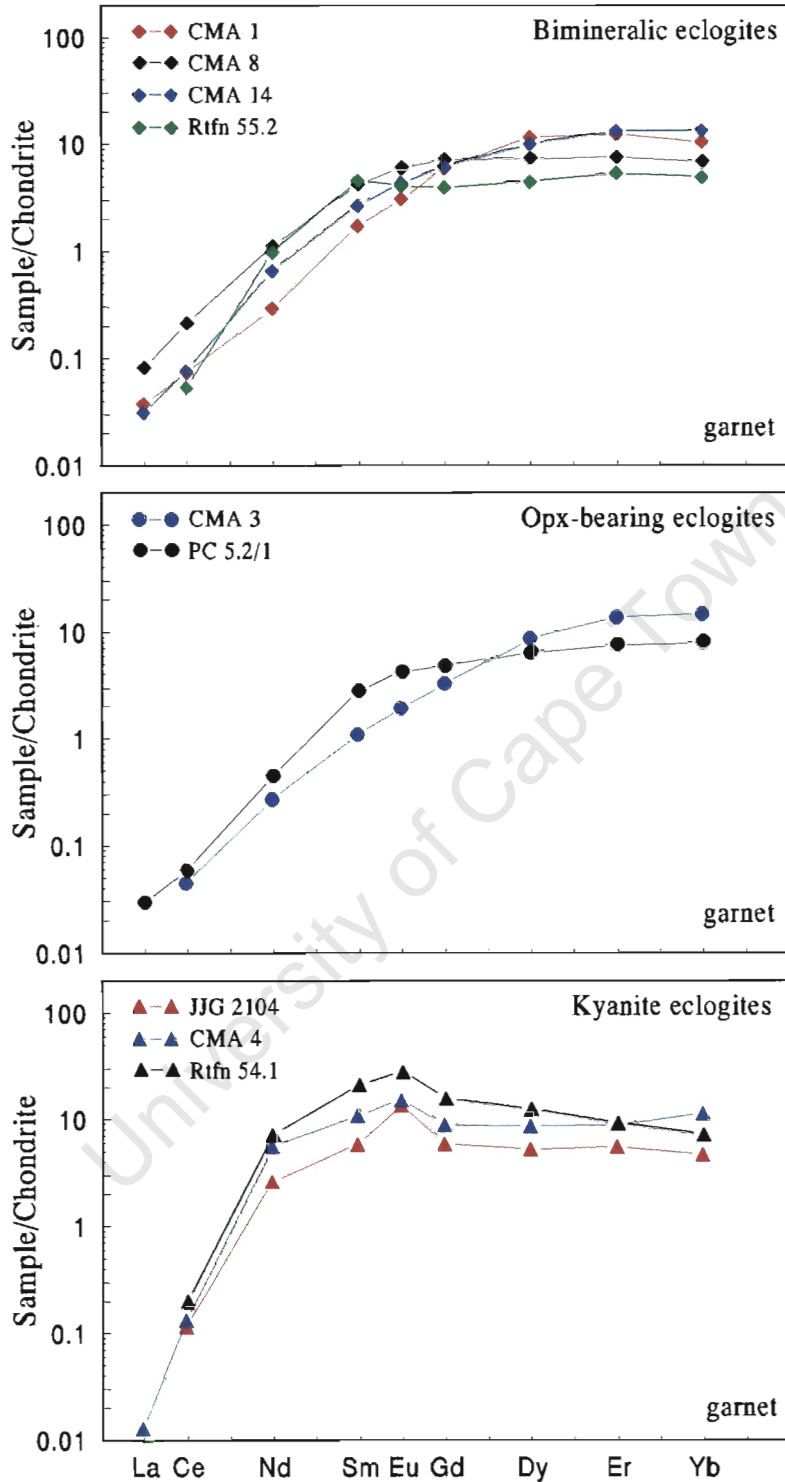 Bimineralic eclogites
CMA 1
CMA 8
CMA 14
Rtfn 55.2
100
10
1
0.1
0.01
Sample/Chondrite
garnet
Opx-bearing eclogites
CMA 3
PC 5.2/1
100
10
1
0.1
0.01
Sample/Chondrite
garnet
Kyanite eclogites
JJG 2104
CMA 4
Rtfn 54.1
100
10
1
0.1
0.01
Sample/Chondrite
garnet
La Ce Nd Sm Eu Gd Dy Er Yb
University of Cape Town